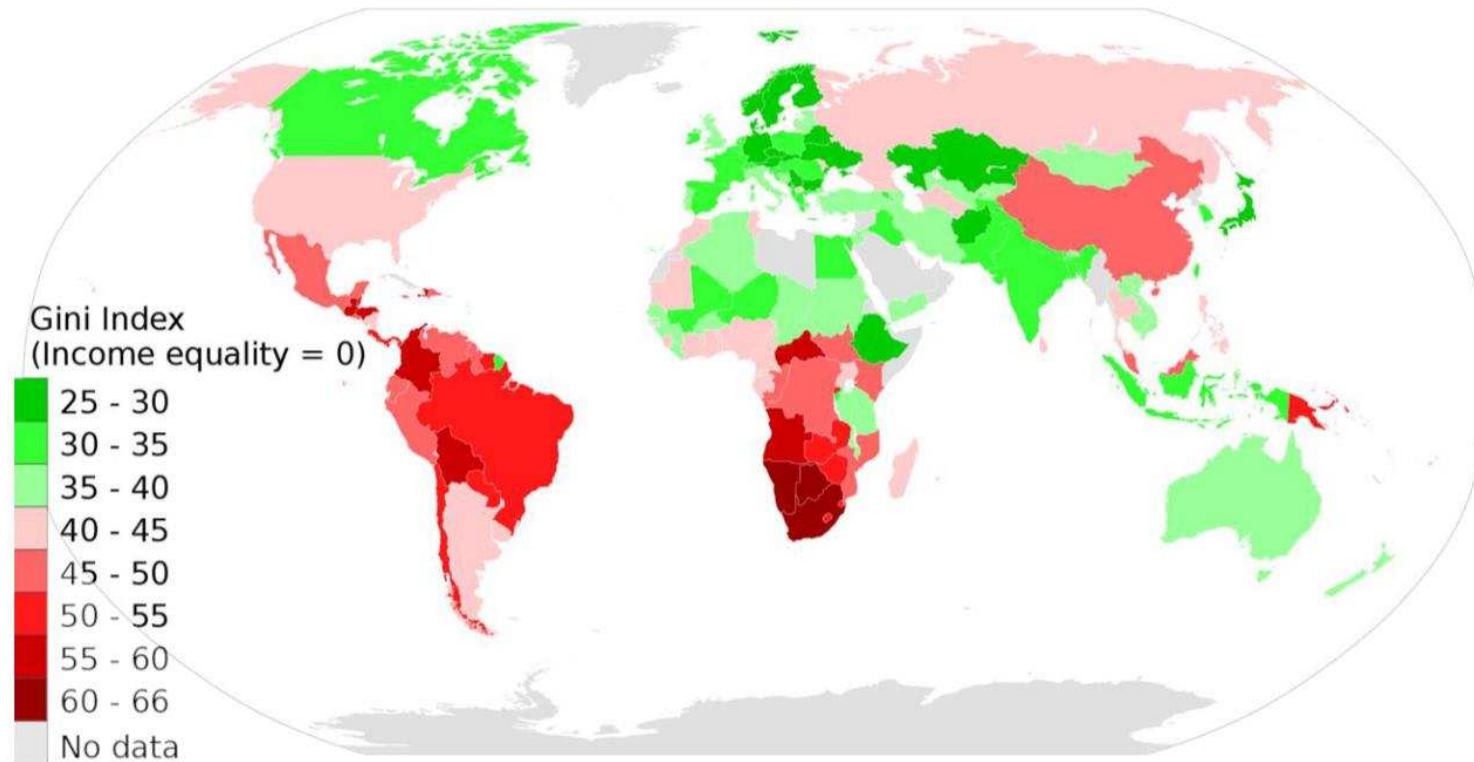 Gini Index
(Income equality = 0)
25 - 30
30 - 35
35 - 40
40 - 45
45 - 50
50 - 55
55 - 60
60 - 66
No data